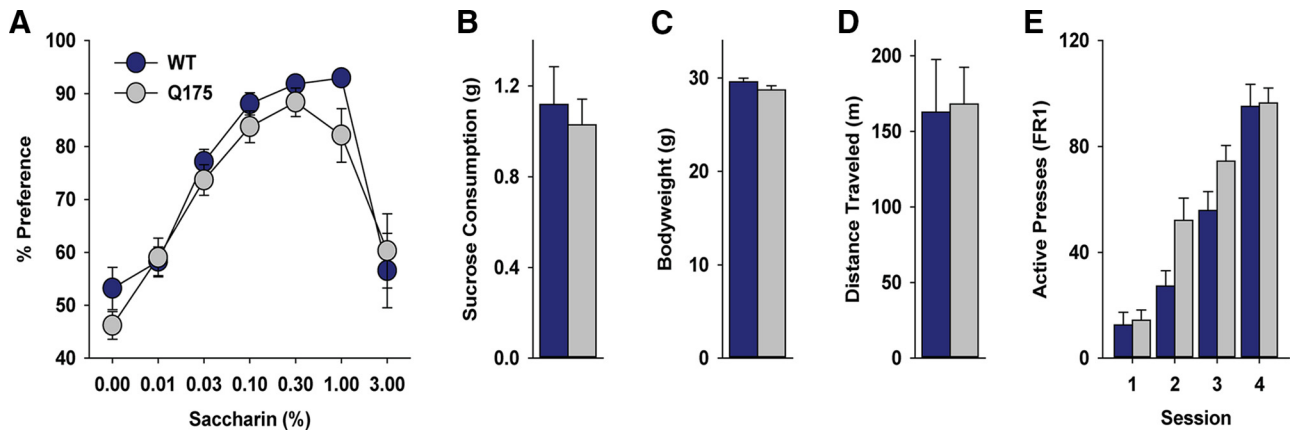 A
% Preference
100
90
80
70
60
50
40
WT
Q175
0.00 0.01 0.03 0.10 0.30 1.00 3.00
Saccharin (%)
B
Sucrose Consumption (g)
1.2
0.8
0.4
0.0
C
Bodyweight (g)
30
20
10
0
D
Distance Traveled (m)
200
150
100
50
0
E
Active Presses (FR1)
120
80
40
0
1 2 3 4
Session